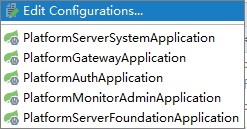 Edit Configurations...
PlatformServerSystemApplication
PlatformGatewayApplication
PlatformAuthApplication
PlatformMonitorAdminApplication
PlatformServerFoundationApplication